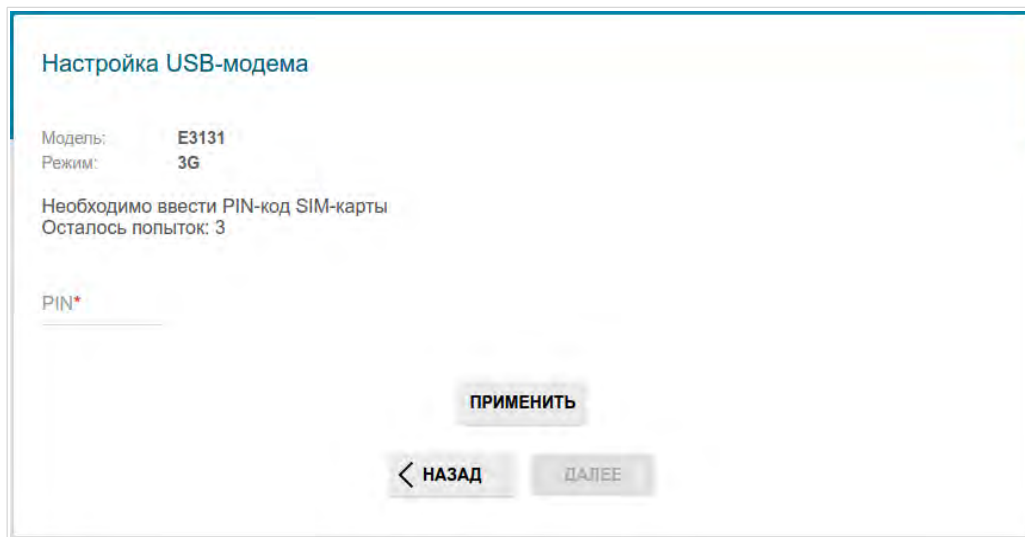 Настройка USB-модема
Модель: E3131
Режим: 3G
Необходимо ввести PIN-код SIM-карты
Осталось попыток: 3
PIN*
ПРИМЕНИТЬ
НАЗАД ДАЛЕЕ